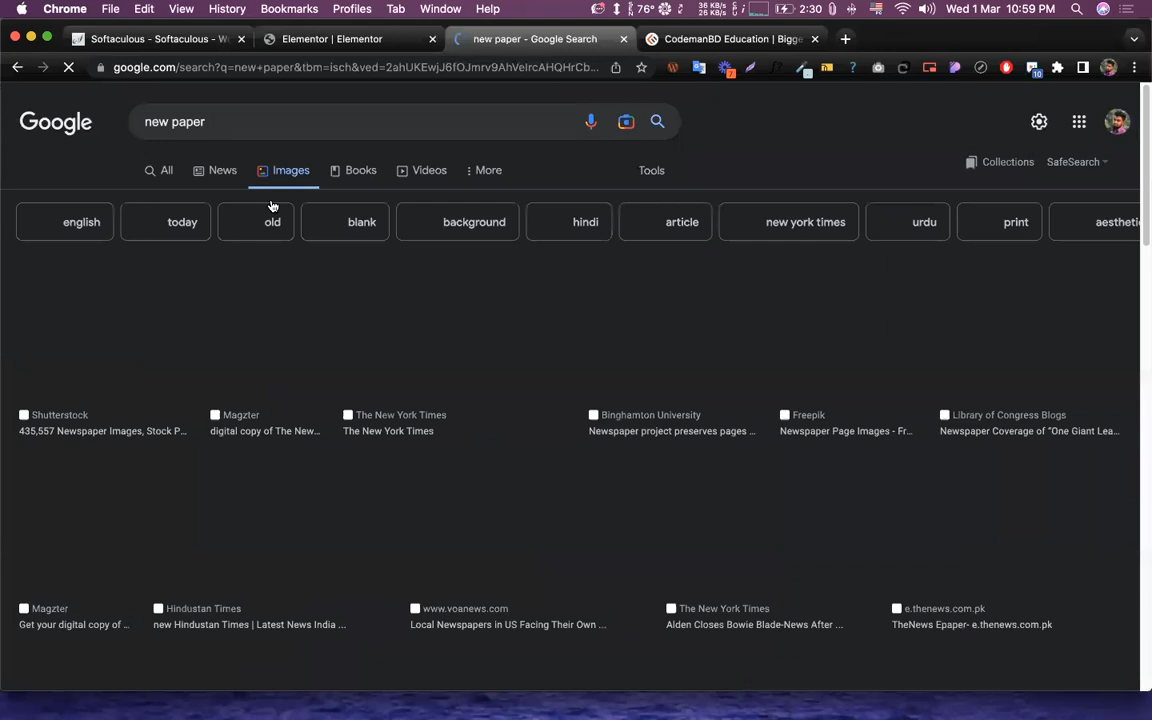 Chrome File Edit View History Bookmarks Profiles Tab Window Help 76° 36 KB/s 26 KB/s 2:30 Wed 1 Mar 10:59 PM
Softaculous - Softaculous - W Elementor | Elementor new paper - Google Search CodemanBD Education | Bigge
google.com/search?q=new+paper&tbm=isch&ved=2ahUKEwjJ6fOJmrv9AhVeIrcAHQHrCb... 7 10
Google new paper
All News Images Books Videos More Tools Collections SafeSearch
english today old blank background hindi article new york times urdu print aesthetic
Shutterstock Magzter The New York Times Binghamton University Freepik Library of Congress Blogs
435,557 Newspaper Images, Stock P... digital copy of The New... The New York Times Newspaper project preserves pages ... Newspaper Page Images - Fr... Newspaper Coverage of “One Giant Lea...
Magzter Hindustan Times www.voanews.com The New York Times e.thenews.com.pk
Get your digital copy of ... new Hindustan Times | Latest News India ... Local Newspapers in US Facing Their Own ... Alden Closes Bowie Blade-News After ... TheNews Epaper- e.thenews.com.pk